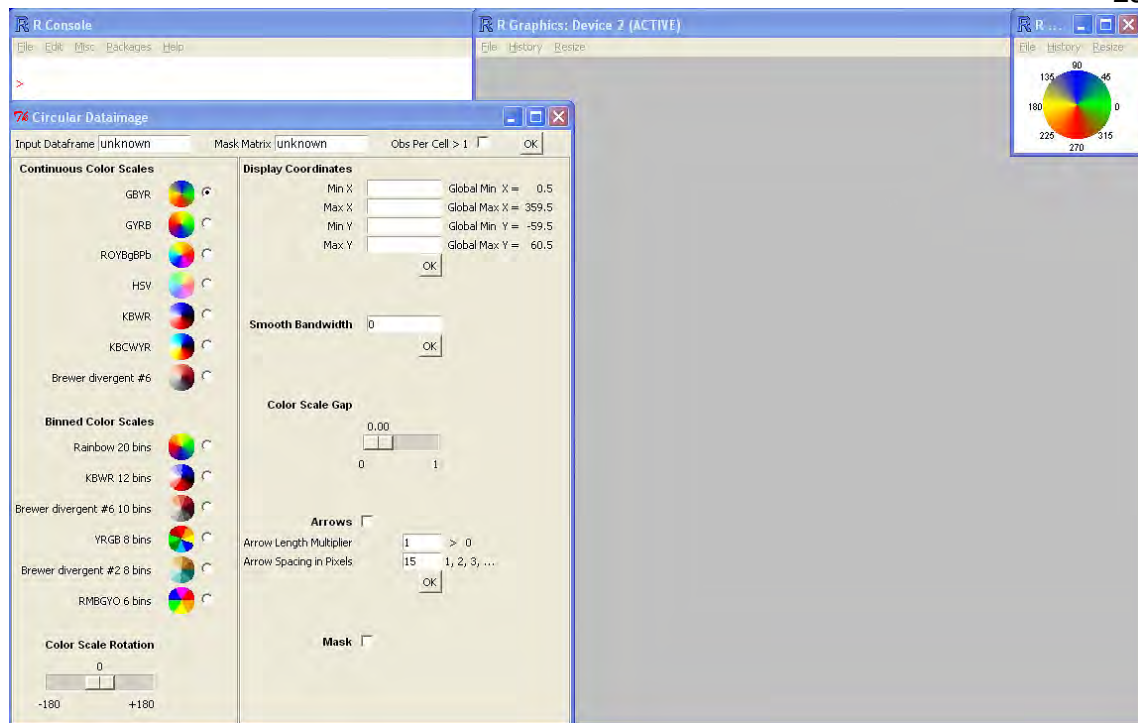 R Console
File Edit Misc Packages Help
>
R Graphics: Device 2 (ACTIVE)
File History Resize
R ...
File History Resize
90
135 45
180 0
225 315
270
Circular Dataimage
Input Dataframe unknown Mask Matrix unknown Obs Per Cell > 1 OK
Continuous Color Scales
GBYR
GYRB
ROYBgBPb
HSV
KBWR
KBCWYR
Brewer divergent #6
Binned Color Scales
Rainbow 20 bins
KBWR 12 bins
Brewer divergent #6 10 bins
YRGB 8 bins
Brewer divergent #2 8 bins
RMBGYO 6 bins
Color Scale Rotation
0
-180 +180
Display Coordinates
Min X Global Min X = 0.5
Max X Global Max X = 359.5
Min Y Global Min Y = -59.5
Max Y Global Max Y = 60.5
OK
Smooth Bandwidth 0
OK
Color Scale Gap
0.00
0 1
Arrows
Arrow Length Multiplier 1 > 0
Arrow Spacing in Pixels 15 1, 2, 3, ...
OK
Mask